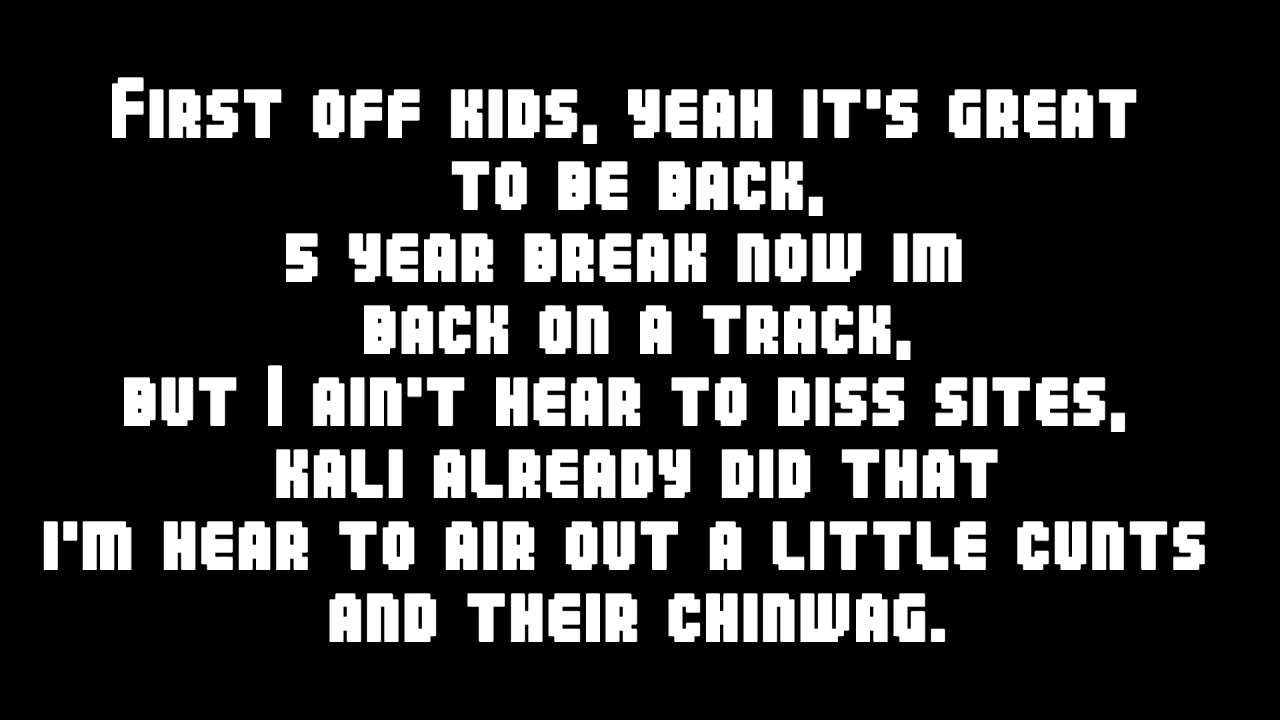 First off kids, yeah it's great
to be back,
5 year break now im
back on a track,
but I ain't hear to diss sites,
kali already did that
i'm hear to air out a little cunts
and their chinwag.